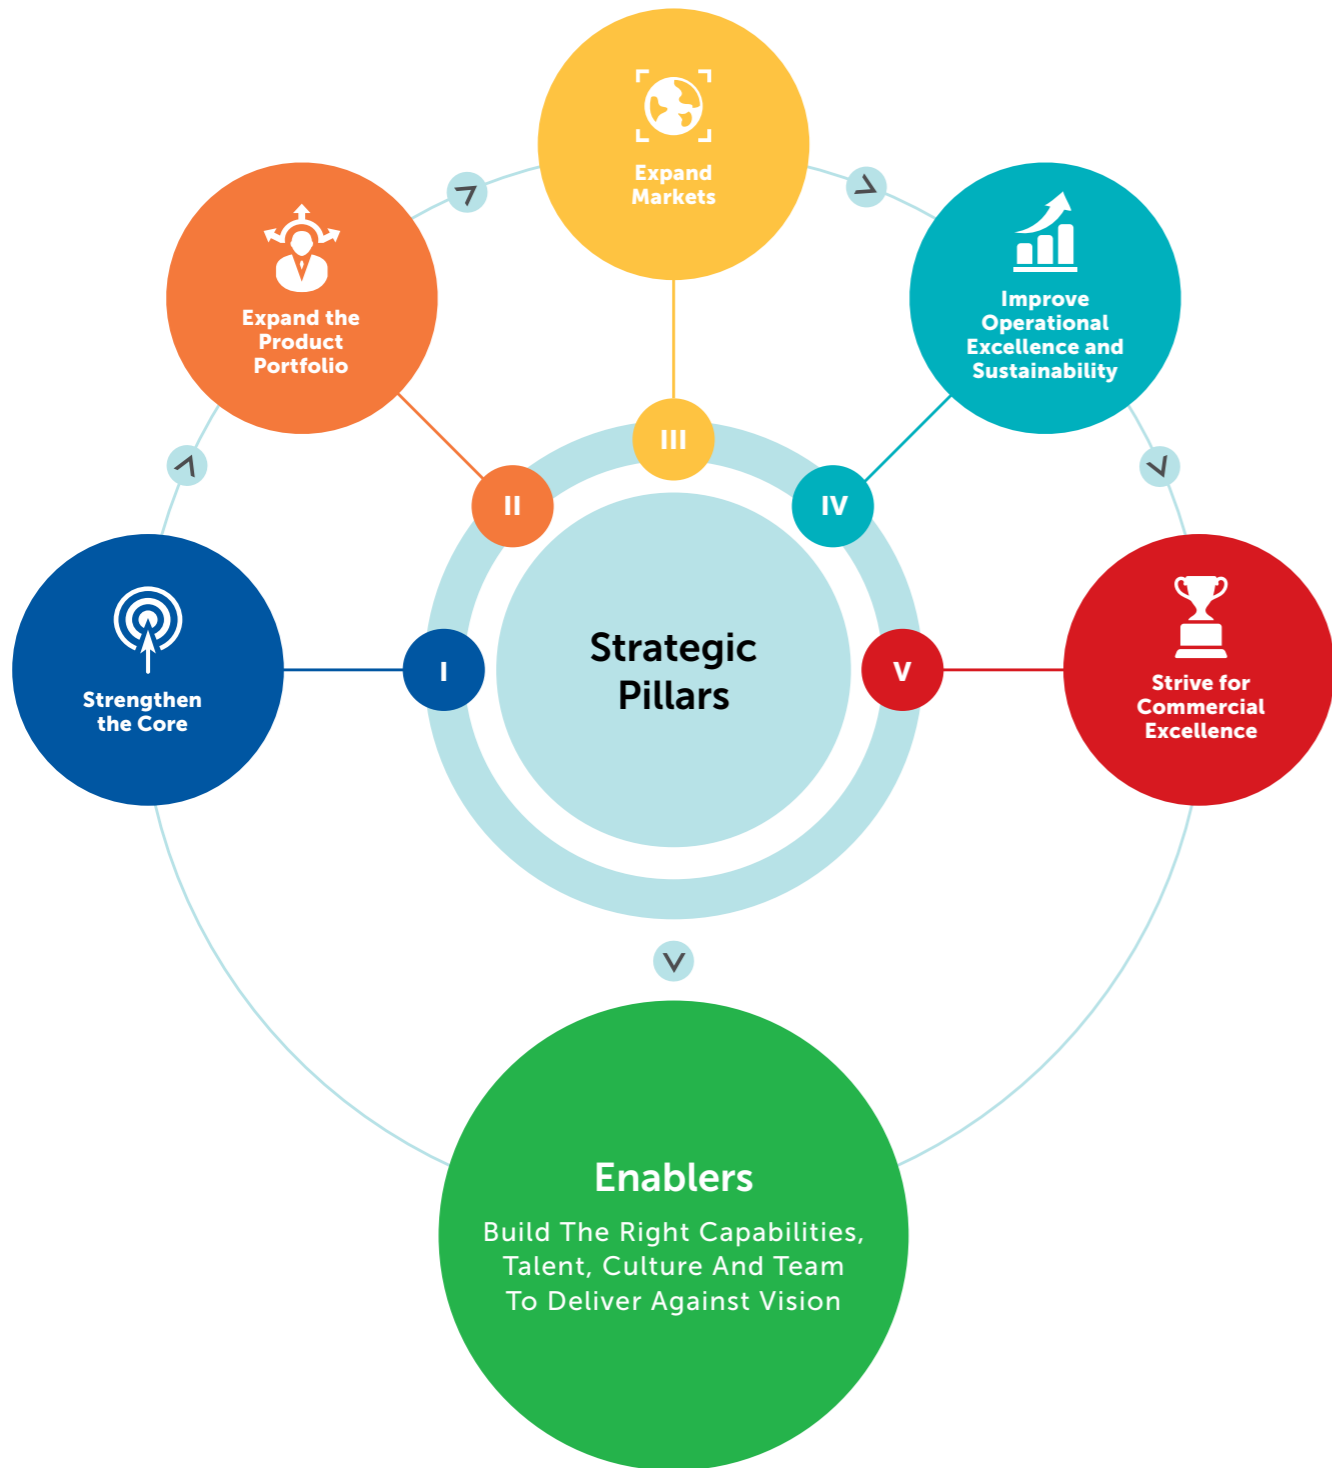 Expand
Markets
Expand the
Product
Portfolio
Improve
Operational
Excellence and
Sustainability
III
II
IV
Strengthen
the Core
I
Strategic
Pillars
V
Strive for
Commercial
Excellence
Enablers
Build The Right Capabilities,
Talent, Culture And Team
To Deliver Against Vision